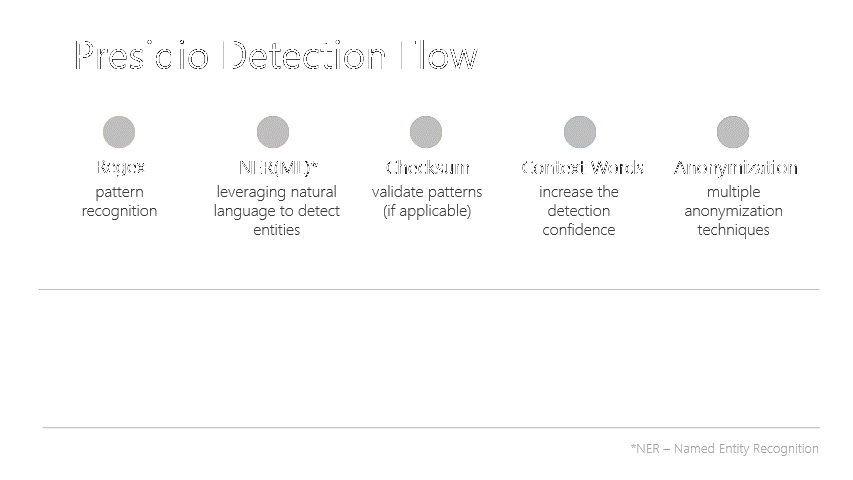 Presidio Detection Flow
Regex
pattern
recognition
NER(ML)*
leveraging natural
language to detect
entities
Checksum
validate patterns
(if applicable)
Context Words
increase the
detection
confidence
Anonymization
multiple
anonymization
techniques
*NER – Named Entity Recognition